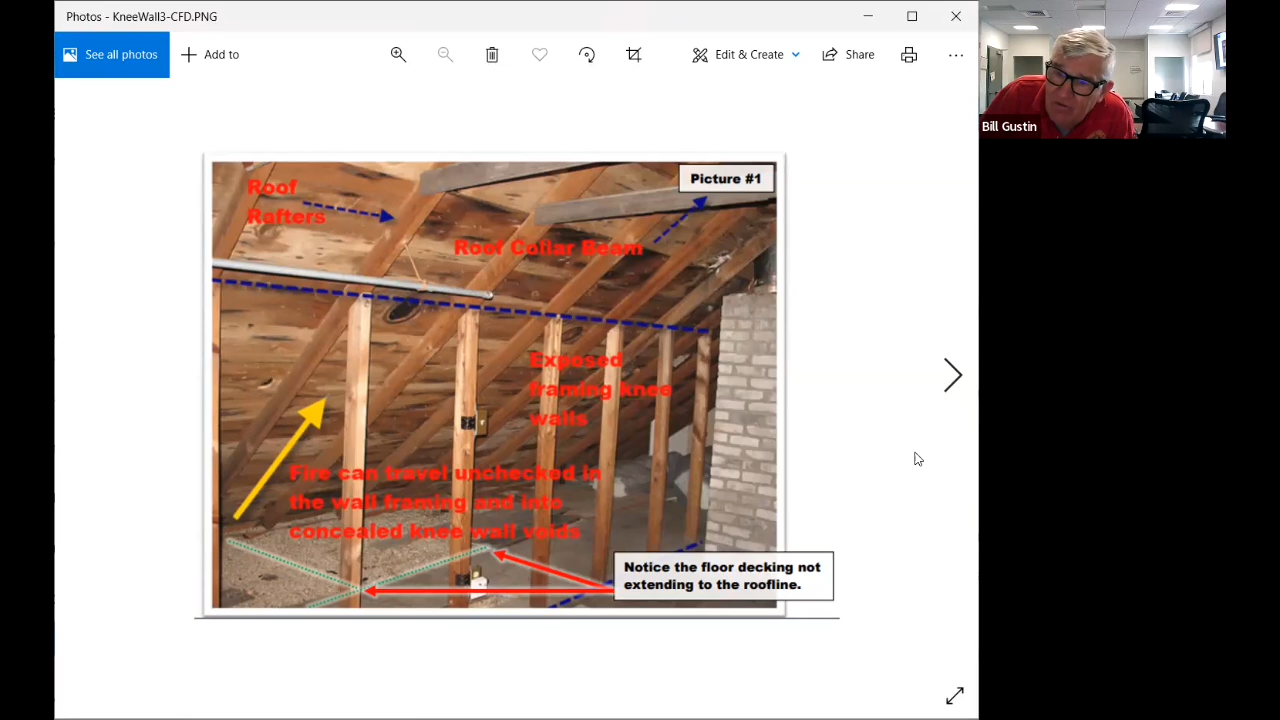 Photos - KneeWall3-CFD.PNG
See all photos
Add to
Edit & Create
Share
Bill Gustin
Picture #1
Roof
Rafters
Roof Collar Beam
Exposed
framing knee
walls
Fire can travel unchecked in
the wall framing and into
concealed knee wall voids
Notice the floor decking not
extending to the roofline.